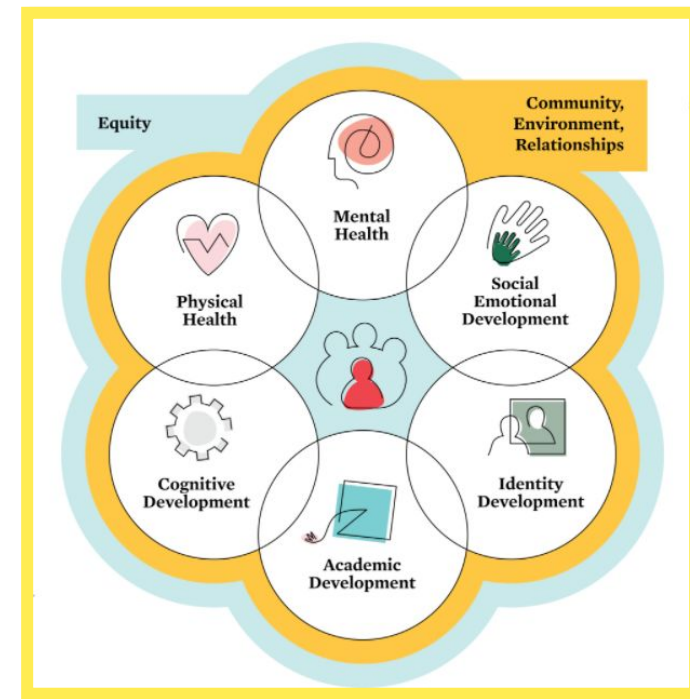 Equity
Community,
Environment,
Relationships
Mental
Health
Physical
Health
Social
Emotional
Development
Cognitive
Development
Identity
Development
Academic
Development